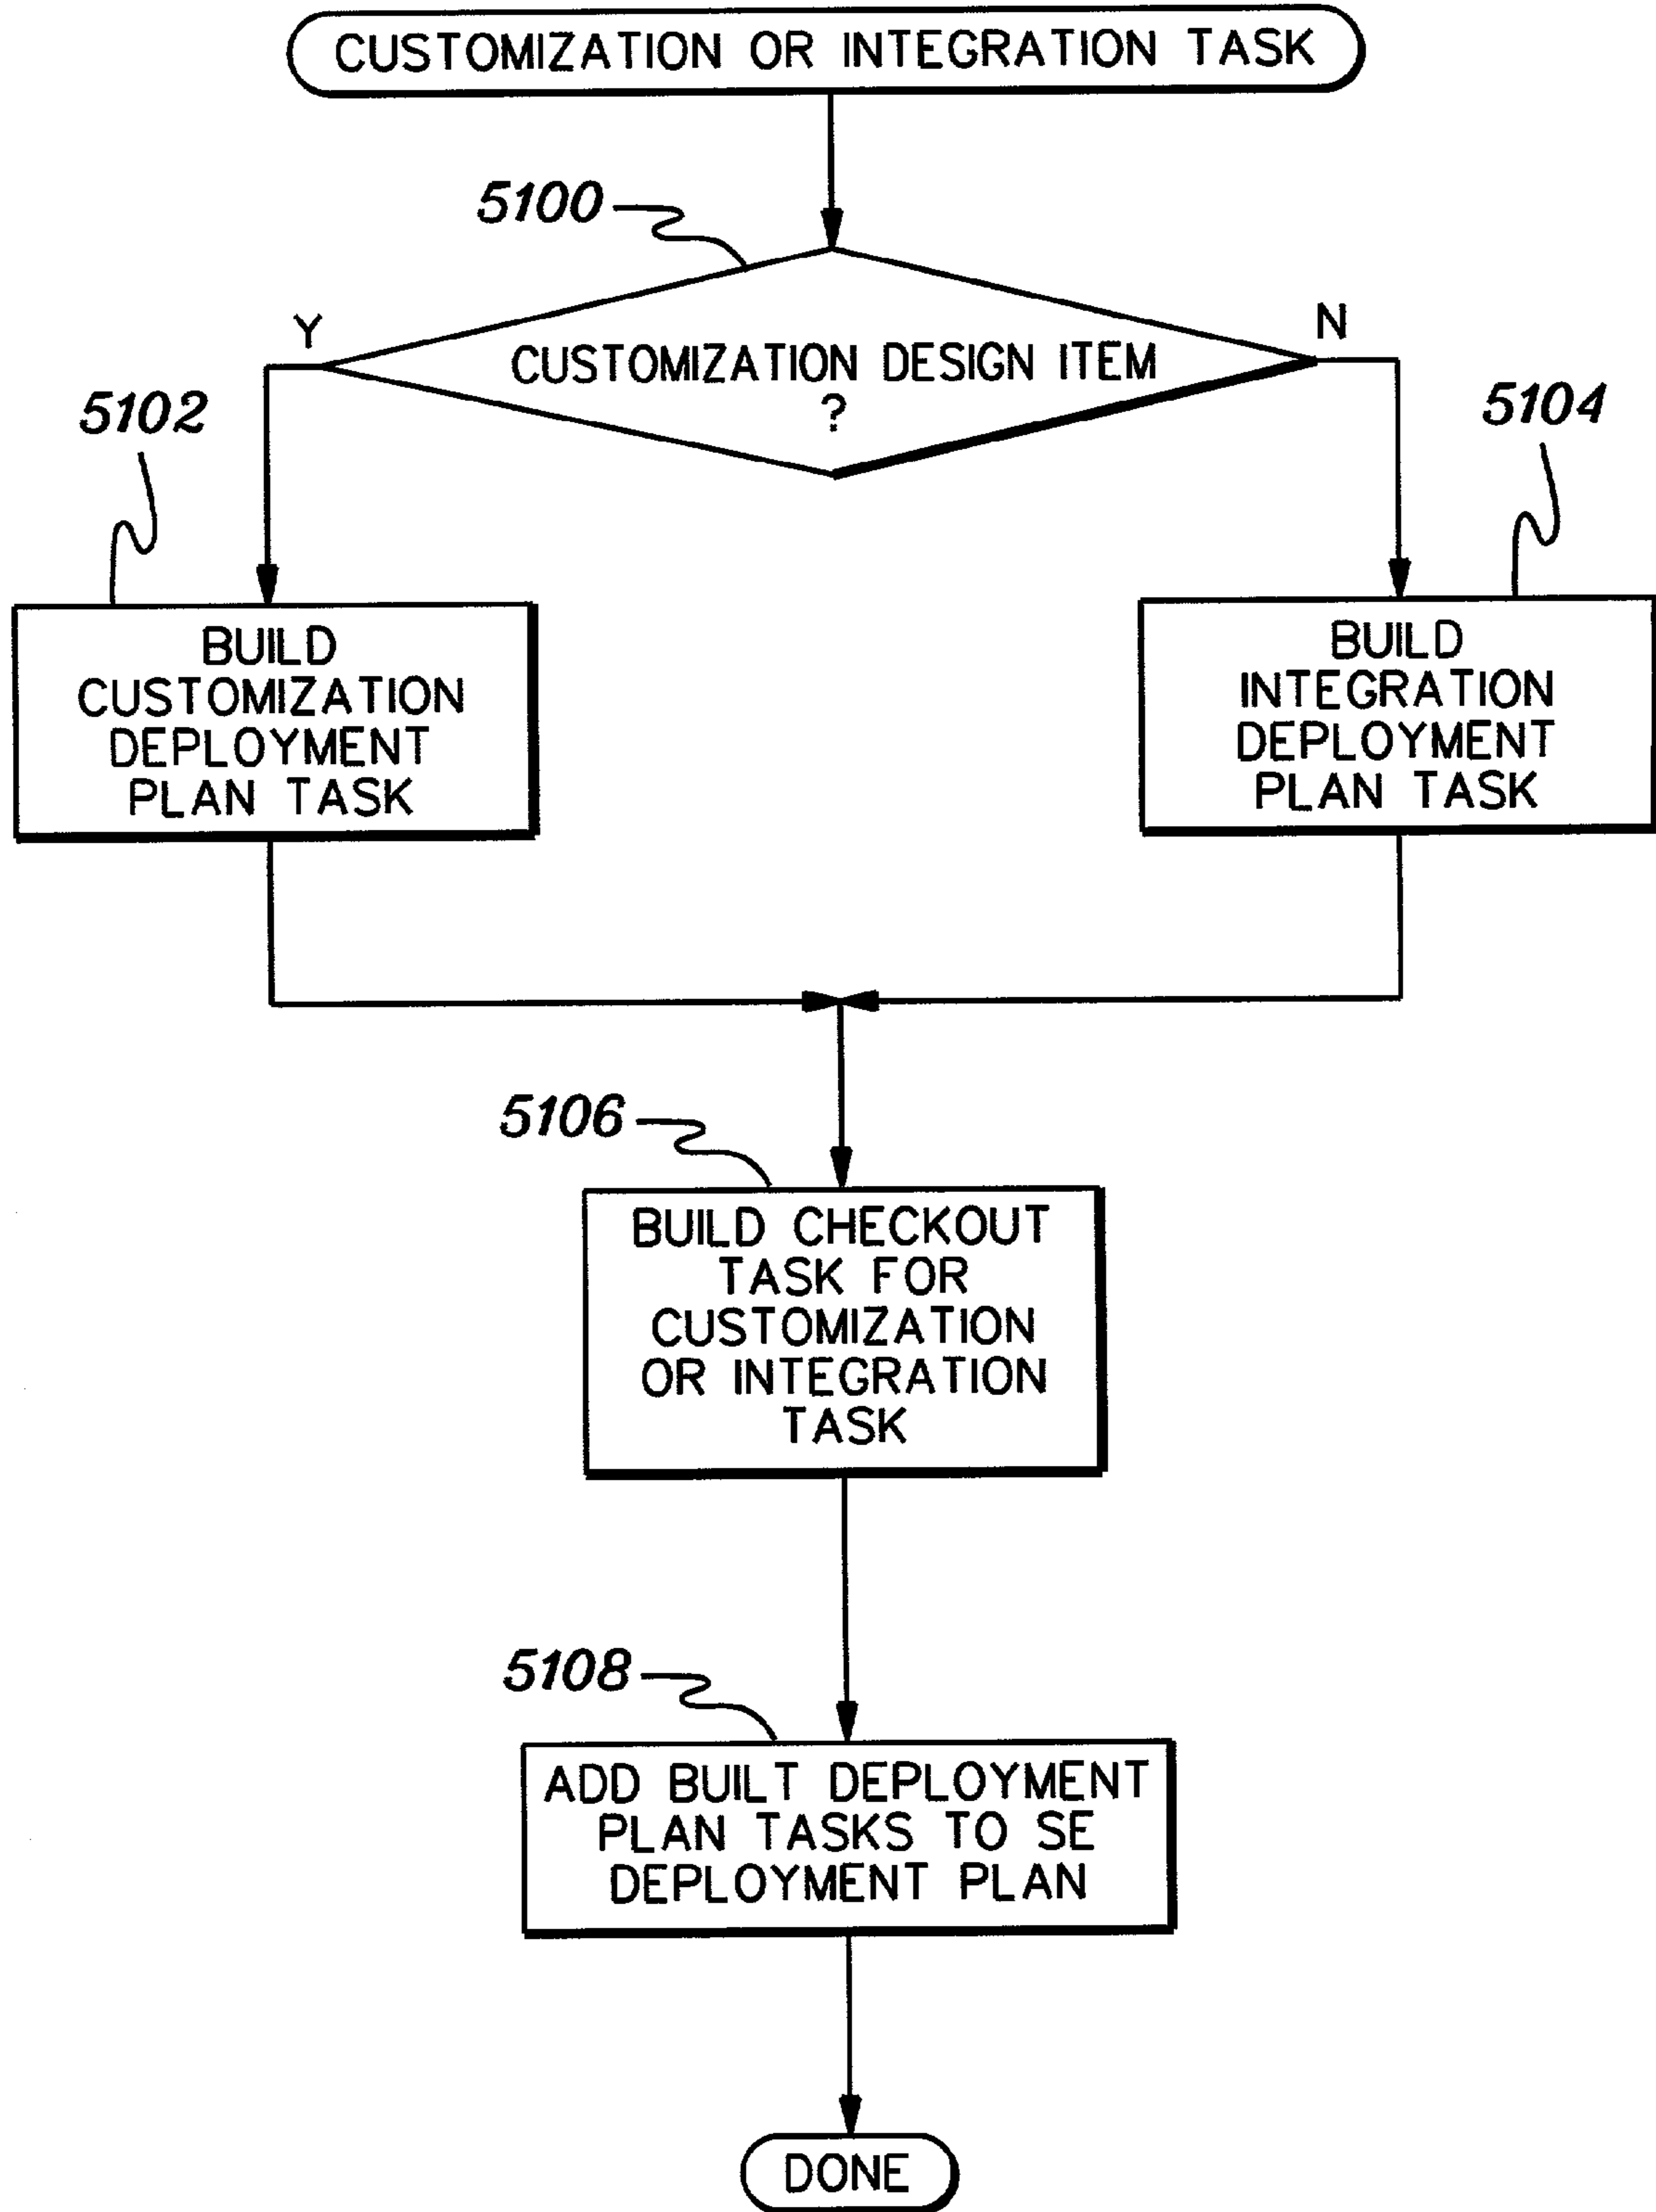 CUSTOMIZATION OR INTEGRATION TASK
5100
Y
N
CUSTOMIZATION DESIGN ITEM
?
5102
5104
BUILD
CUSTOMIZATION
DEPLOYMENT
PLAN TASK
BUILD
INTEGRATION
DEPLOYMENT
PLAN TASK
5106
BUILD CHECKOUT
TASK FOR
CUSTOMIZATION
OR INTEGRATION
TASK
5108
ADD BUILT DEPLOYMENT
PLAN TASKS TO SE
DEPLOYMENT PLAN
DONE